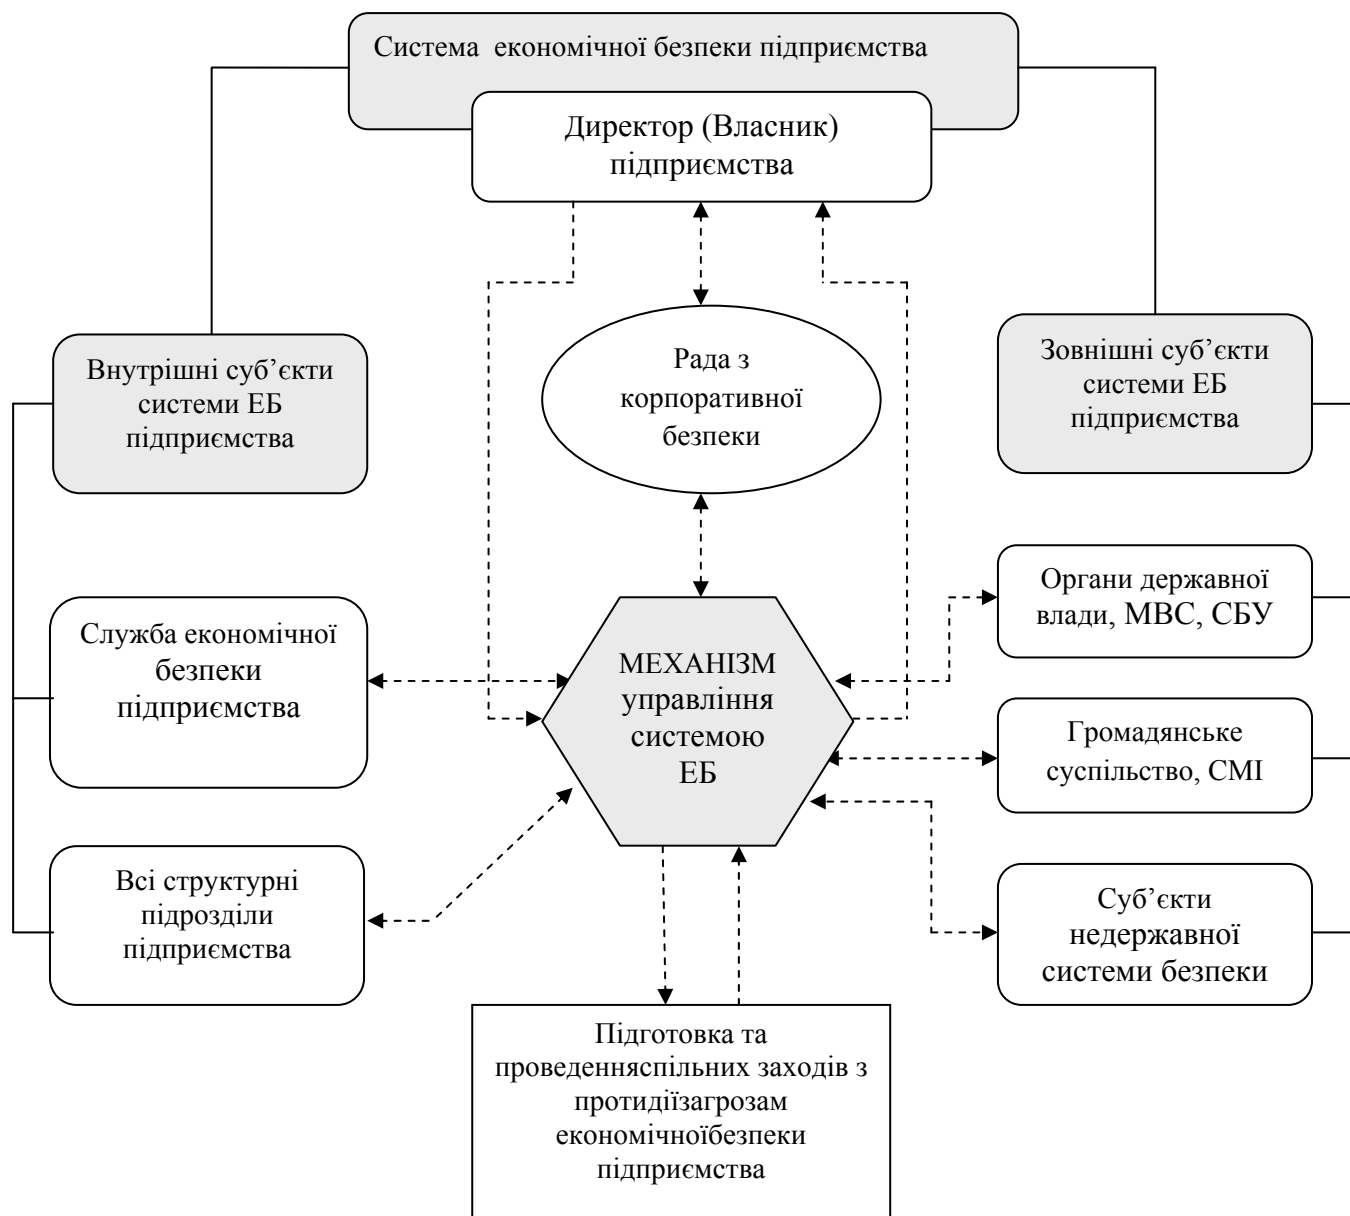 Система економічної безпеки підприємства
Директор (Власник)
підприємства
Внутрішні суб’єкти
системи ЕБ
підприємства
Рада з
корпоративної
безпеки
Зовнішні суб’єкти
системи ЕБ
підприємства
Служба економічної
безпеки
підприємства
МЕХАНІЗМ
управління
системою
ЕБ
Органи державної
влади, МВС, СБУ
Громадянське
суспільство, СМІ
Всі структурні
підрозділи
підприємства
Суб’єкти
недержавної
системи безпеки
Підготовка та
проведенняспільних заходів з
протидіїзагрозам
економічноїбезпеки
підприємства